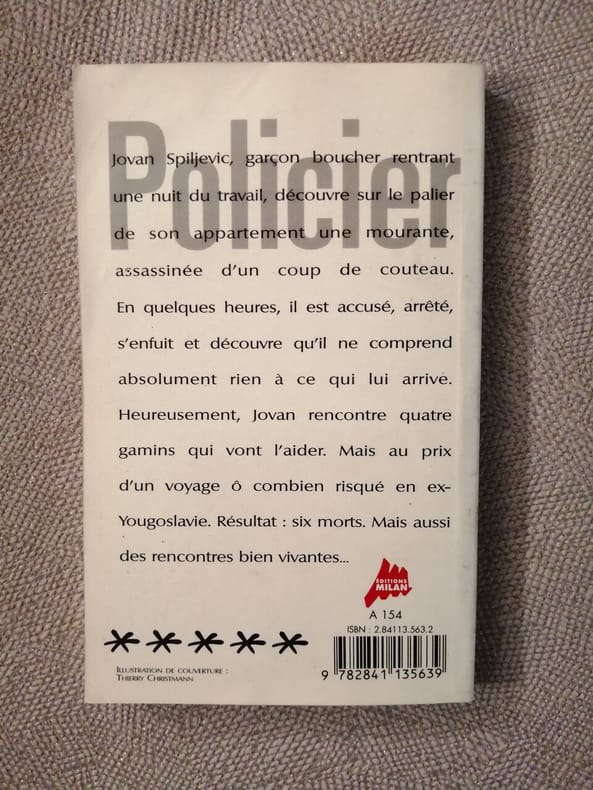 Policier
Jovan Spiljevic, garçon boucher rentrant
une nuit du travail, découvre sur le palier
de son appartement une mourante,
assassinée d'un coup de couteau.
En quelques heures, il est accusé, arrêté,
s'enfuit et découvre qu'il ne comprend
absolument rien à ce qui lui arrive.
Heureusement, Jovan rencontre quatre
gamins qui vont l'aider. Mais au prix
d'un voyage ô combien risqué en ex-
Yougoslavie. Résultat : six morts. Mais aussi
des rencontres bien vivantes...
ÉDITIONS
MILAN
A 154
ISBN : 2.84113.563.2
9 782841 135639
ILLUSTRATION DE COUVERTURE :
THIERRY CHRISTMANN